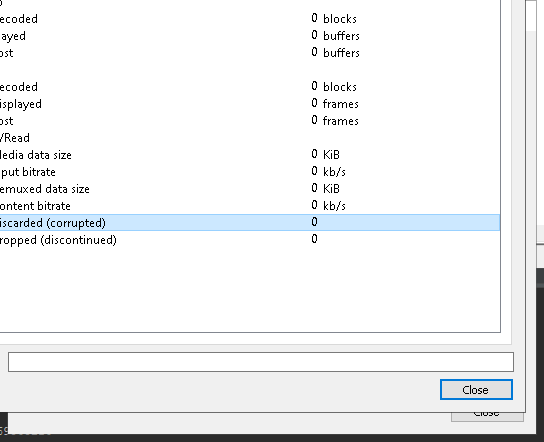 ecoded 0 blocks
ayed 0 buffers
ost 0 buffers
ecoded 0 blocks
isplayed 0 frames
ost 0 frames
/Read
edia data size 0 KiB
put bitrate 0 kb/s
emuxed data size 0 KiB
ontent bitrate 0 kb/s
iscarded (corrupted) 0
ropped (discontinued) 0
Close
Close